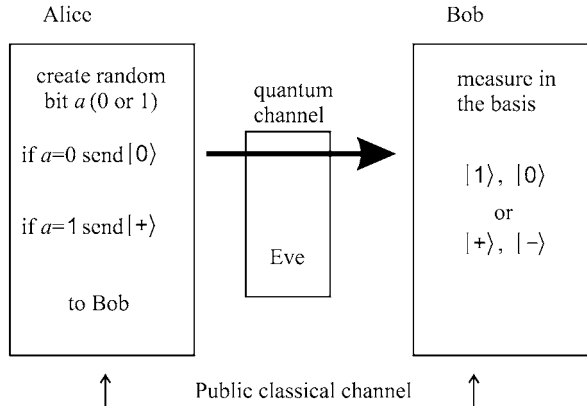 Alice
Bob
create random
bit a (0 or 1)
if a=0 send |0⟩
if a=1 send |+⟩
to Bob
quantum
channel
Eve
measure in
the basis
|1⟩, |0⟩
or
|+⟩, |−⟩
Public classical channel